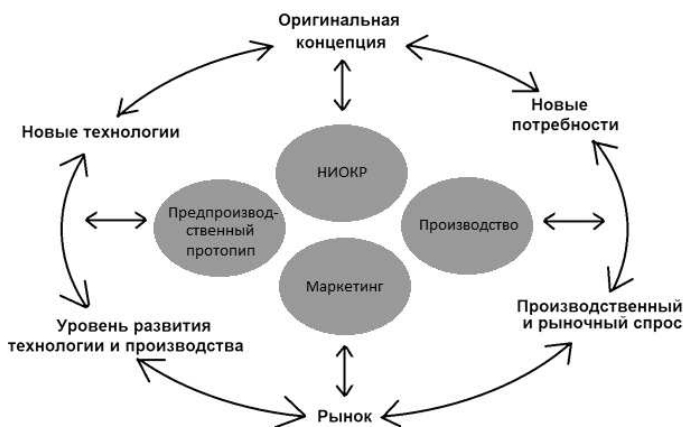 Оригинальная
концепция
Новые технологии
Новые
потребности
НИОКР
Предпроизвод-
ственный
протопип
Производство
Маркетинг
Уровень развития
технологии и производства
Производственный
и рыночный спрос
Рынок